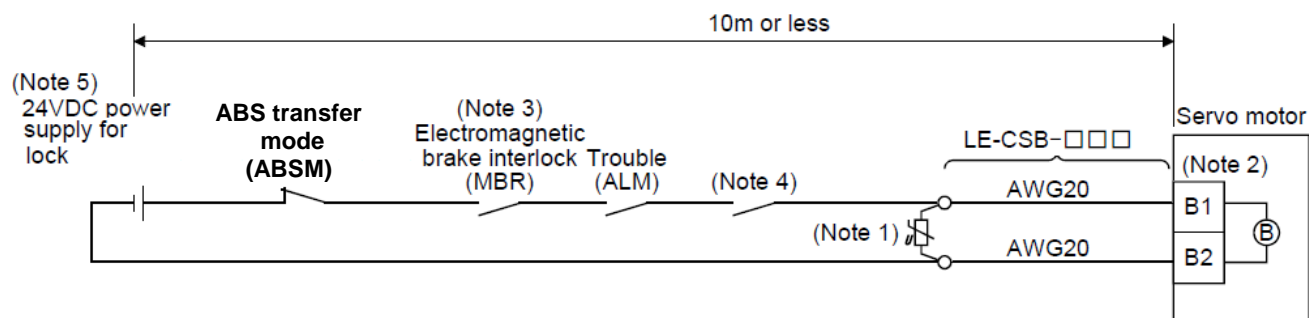 10m or less
(Note 5)
24VDC power
supply for
lock
ABS transfer
mode
(ABSM)
(Note 3)
Electromagnetic
brake interlock
(MBR)
Trouble
(ALM)
(Note 4)
(Note 1)
U
LE-CSB-□□□
AWG20
AWG20
Servo motor
(Note 2)
B1
B2
B